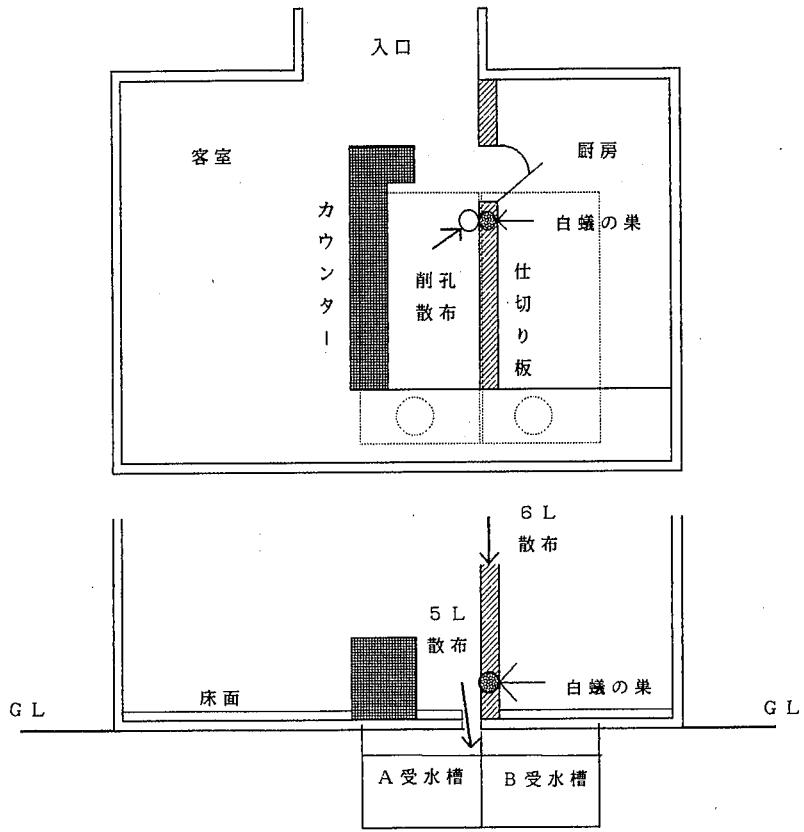 入口
客室
厨房
カウンター
白蟻の巣
削孔
散布
仕切り板
6L
散布
5L
散布
白蟻の巣
床面
GL
GL
A受水槽
B受水槽